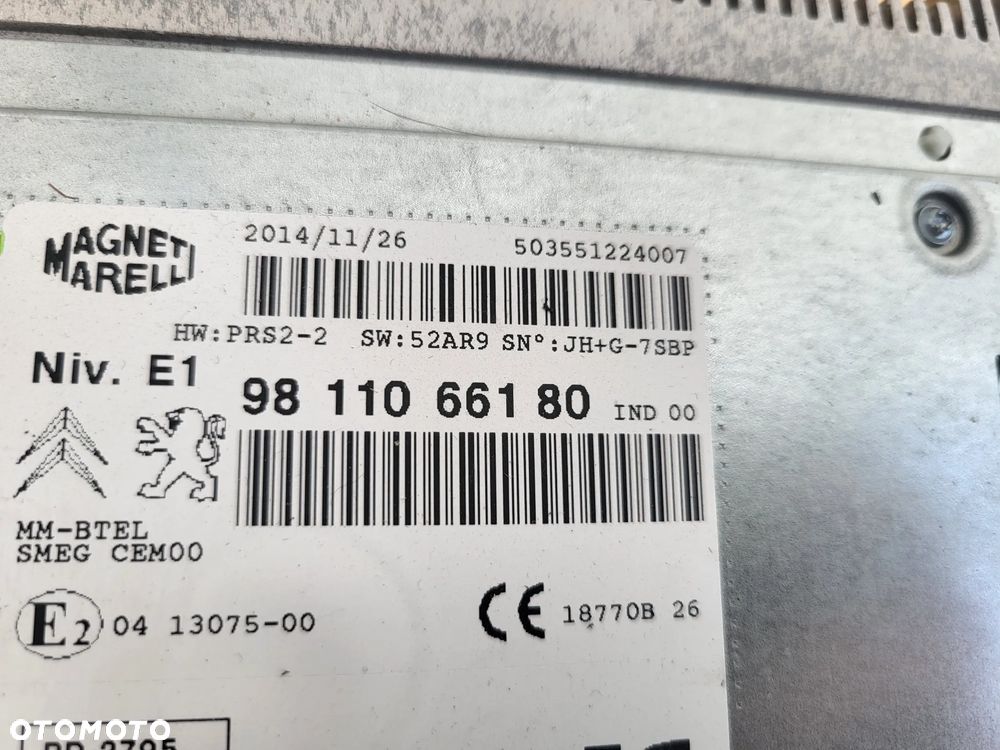 MAGNETI
MARELLI
2014/11/26
503551224007
HW:PRS2-2 SW:52AR9 SN°:JH+G-7SBP
Niv. E1
98 110 661 80 IND 00
MM-BTEL
SMEG CEM00
E2 04 13075-00
CE 18770B 26
OTOMOTO